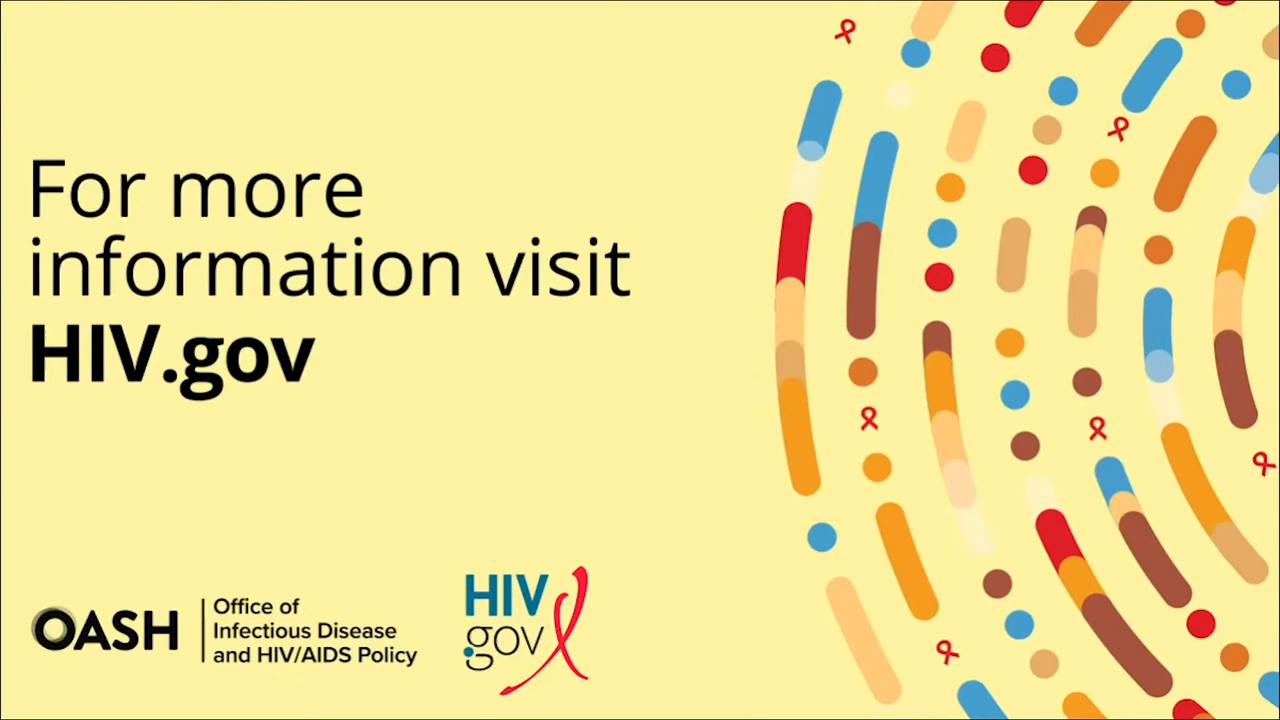 For more
information visit
HIV.gov
OASH
Office of
Infectious Disease
and HIV/AIDS Policy
HIV
.gov